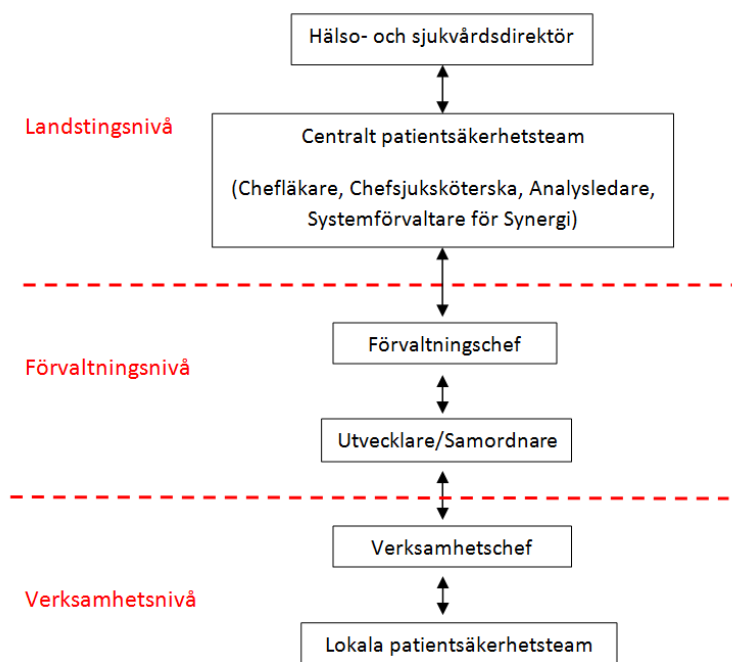 Hälso- och sjukvårdsdirektör
Landstingsnivå
Centralt patientsäkerhetsteam
(Chefläkare, Chefsjuksköterska, Analysledare,
Systemförvaltare för Synergi)
Förvaltningschef
Förvaltningsnivå
Utvecklare/Samordnare
Verksamhetschef
Verksamhetsnivå
Lokala patientsäkerhetsteam